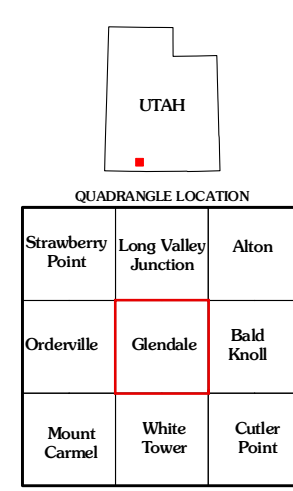 UTAH
QUADRANGLE LOCATION
Strawberry
Point
Long Valley
Junction
Alton
Orderville
Glendale
Bald
Knoll
Mount
Carmel
White
Tower
Cutler
Point